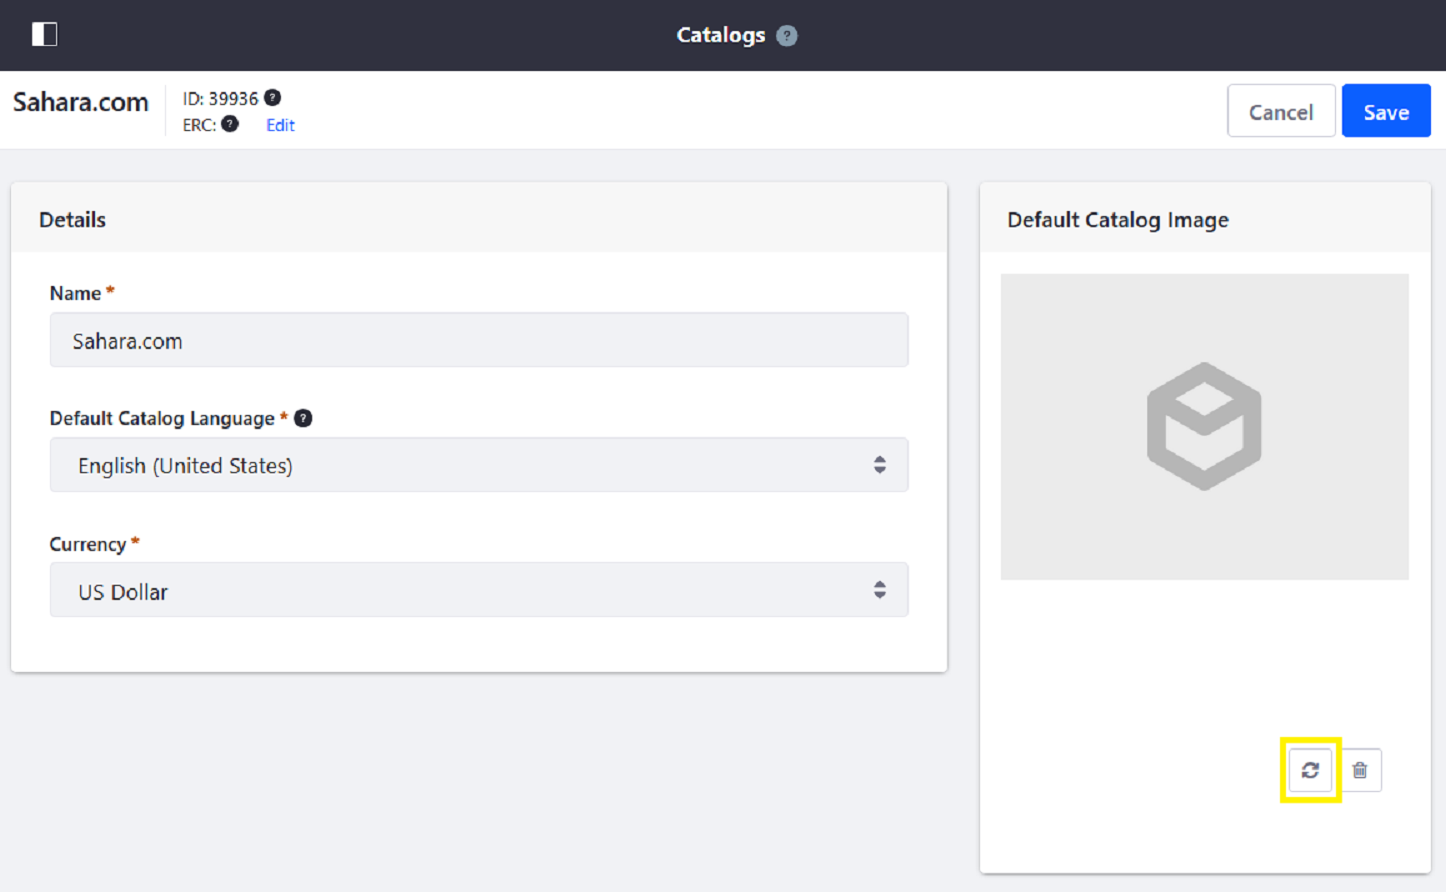 Catalogs ?
Sahara.com
ID: 39936 ?
ERC: ? Edit
Cancel
Save
Details
Name *
Sahara.com
Default Catalog Language * ?
English (United States)
Currency *
US Dollar
Default Catalog Image